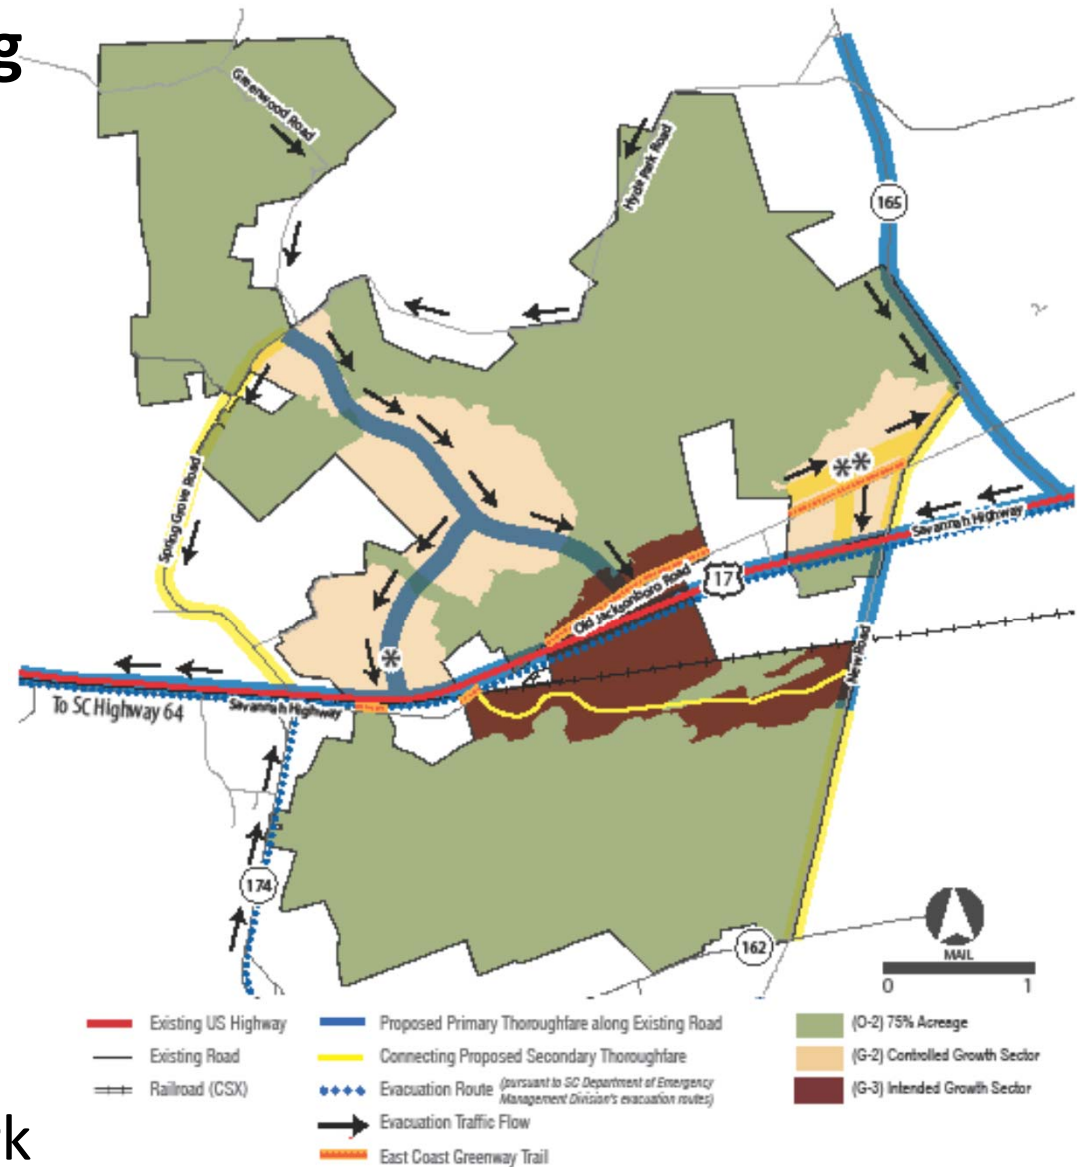 g
Greenwood Road
Hyde Park Road
165
**
Spring Grove Road
Savannah Highway
17
Old Jacksonboro Road
*
New Road
To SC Highway 64
Savannah Highway
174
162
MAIL
0 1
Existing US Highway
Existing Road
Railroad (CSX)
Proposed Primary Thoroughfare along Existing Road
Connecting Proposed Secondary Thoroughfare
Evacuation Route (pursuant to SC Department of Emergency
Management Division's evacuation routes)
Evacuation Traffic Flow
East Coast Greenway Trail
(O-2) 75% Acreage
(G-2) Controlled Growth Sector
(G-3) Intended Growth Sector
rk